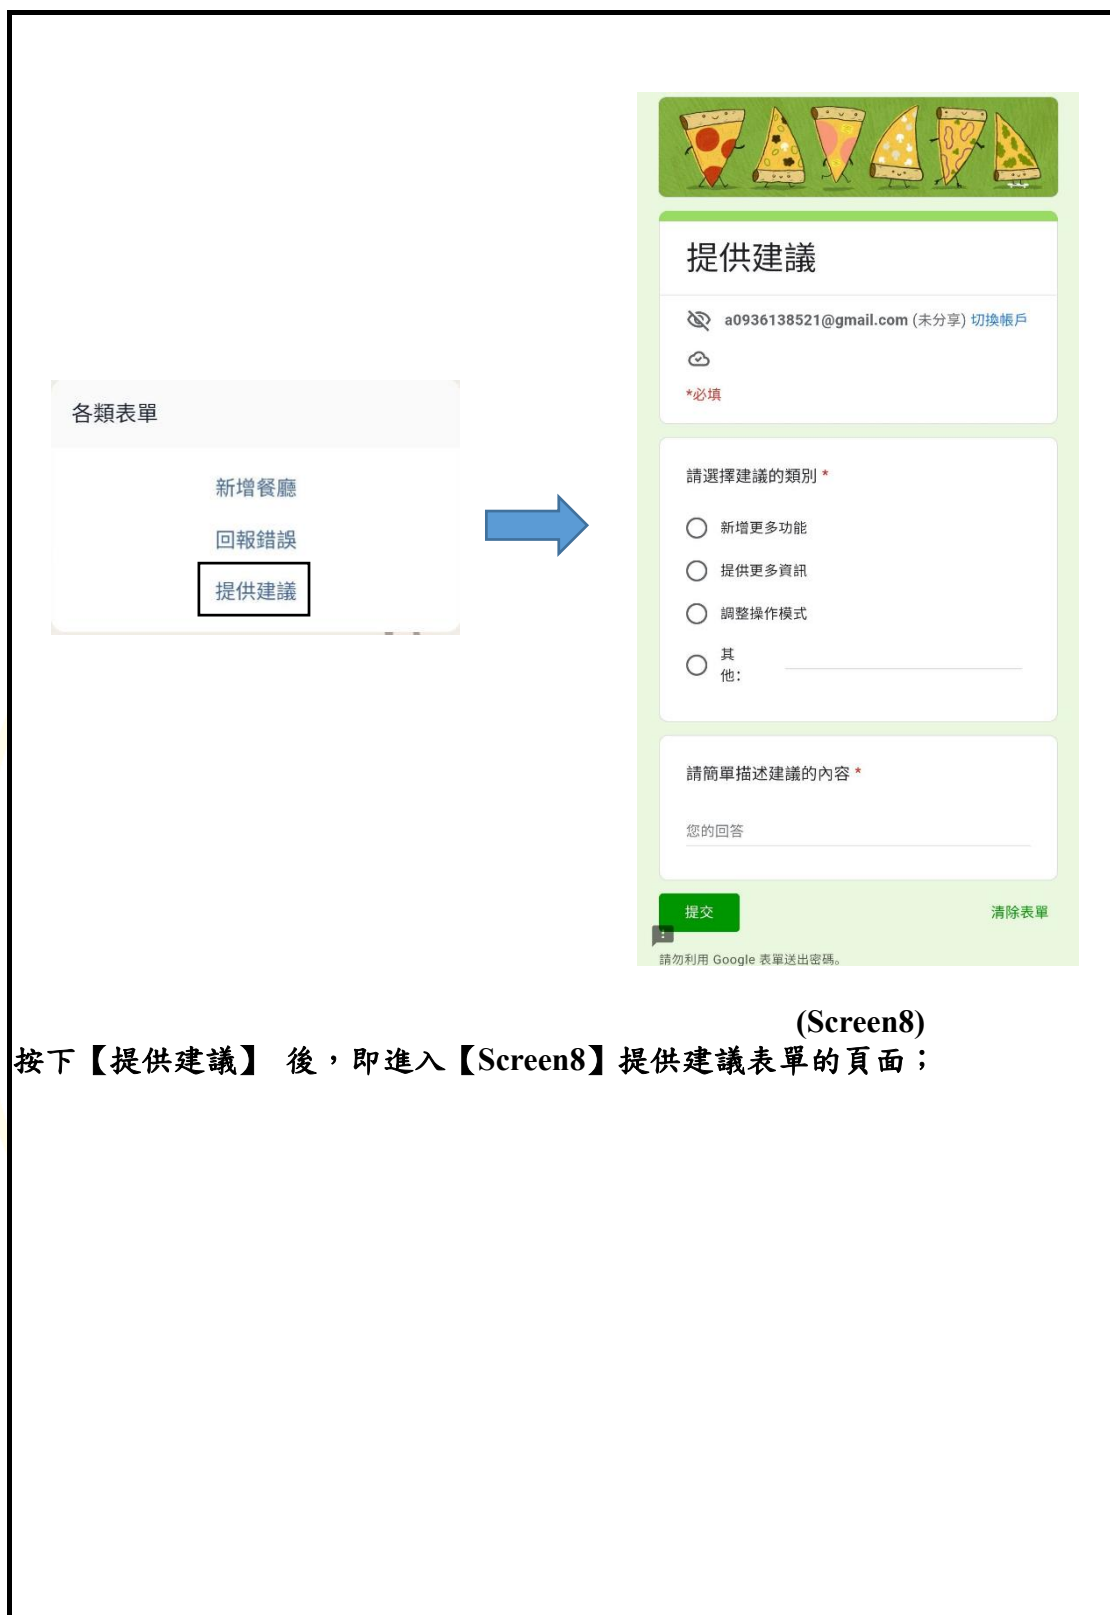 各類表單
新增餐廳
回報錯誤
提供建議
提供建議
a0936138521@gmail.com (未分享) 切換帳戶
*必填
請選擇建議的類別 *
新增更多功能
提供更多資訊
調整操作模式
其
他：
請簡單描述建議的內容 *
您的回答
提交
清除表單
請勿利用 Google 表單送出密碼。
(Screen8)
按下【提供建議】 後，即進入【Screen8】提供建議表單的頁面；